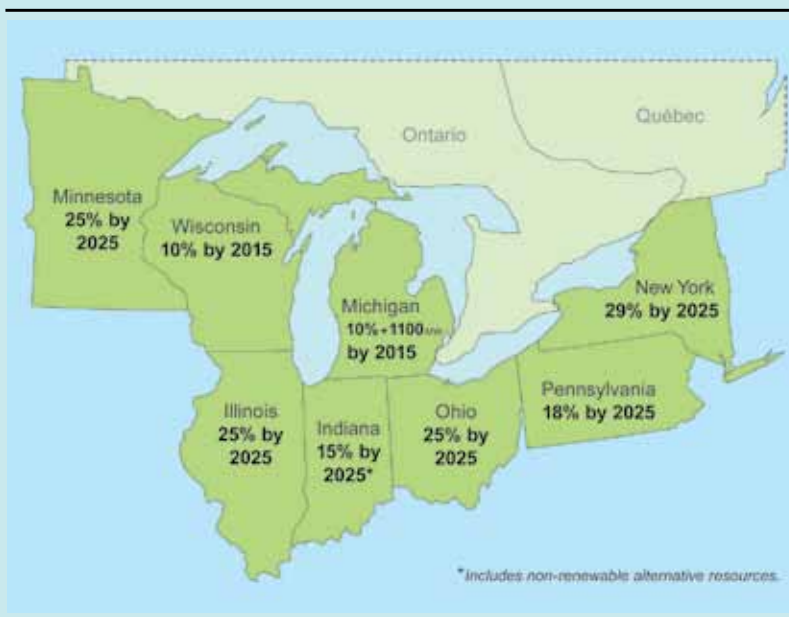 Ontario
Québec
Minnesota
25% by
2025
Wisconsin
10% by 2015
Michigan
10%+1100
by 2015
New York
29% by 2025
Pennsylvania
18% by 2025
Illinois
25% by
2025
Indiana
15% by
2025*
Ohio
25% by
2025
*Includes non-renewable alternative resources.